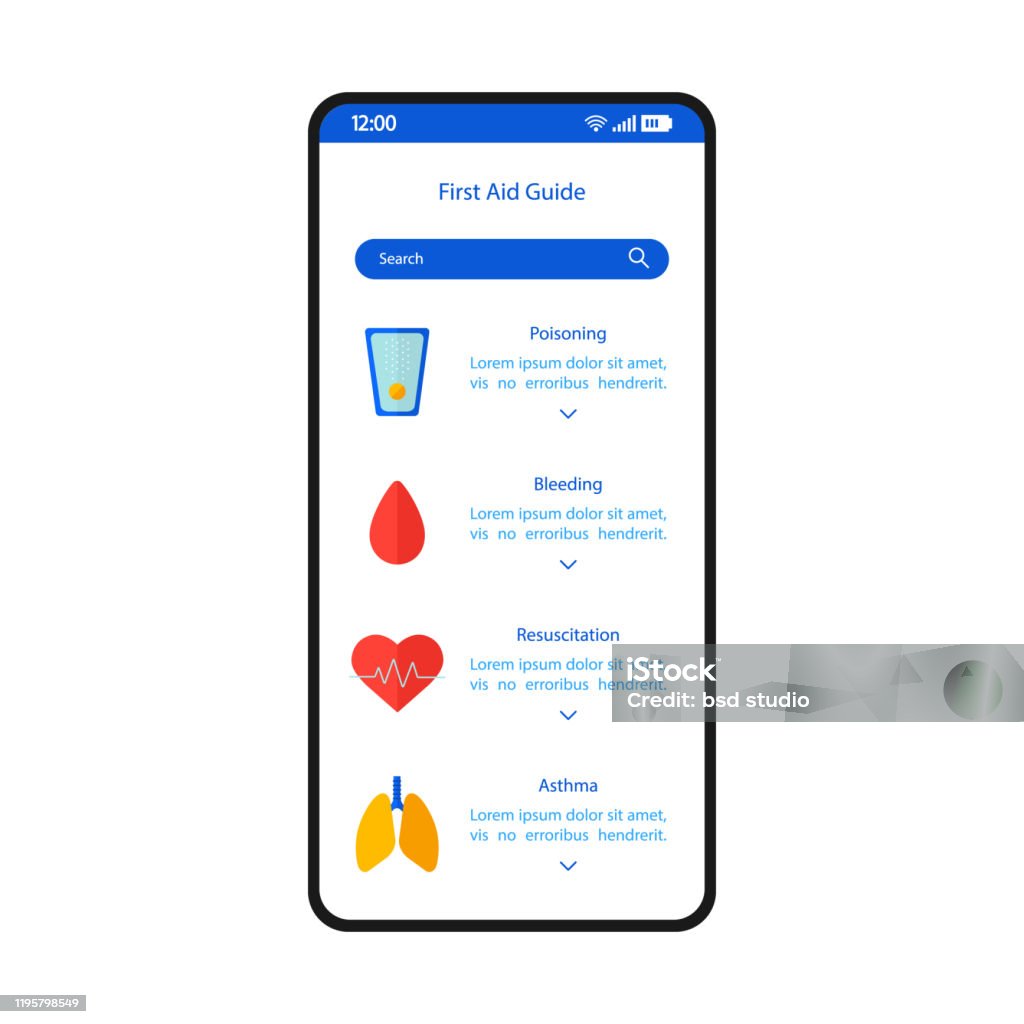 12:00
First Aid Guide
Search
Poisoning
Lorem ipsum dolor sit amet,
vis no erroribus hendrerit.
Bleeding
Lorem ipsum dolor sit amet,
vis no erroribus hendrerit.
Resuscitation
Lorem ipsum dolor sit amet,
vis no erroribus hendrerit.
iStock™
Credit: bsd studio
Asthma
Lorem ipsum dolor sit amet,
vis no erroribus hendrerit.
1195798549